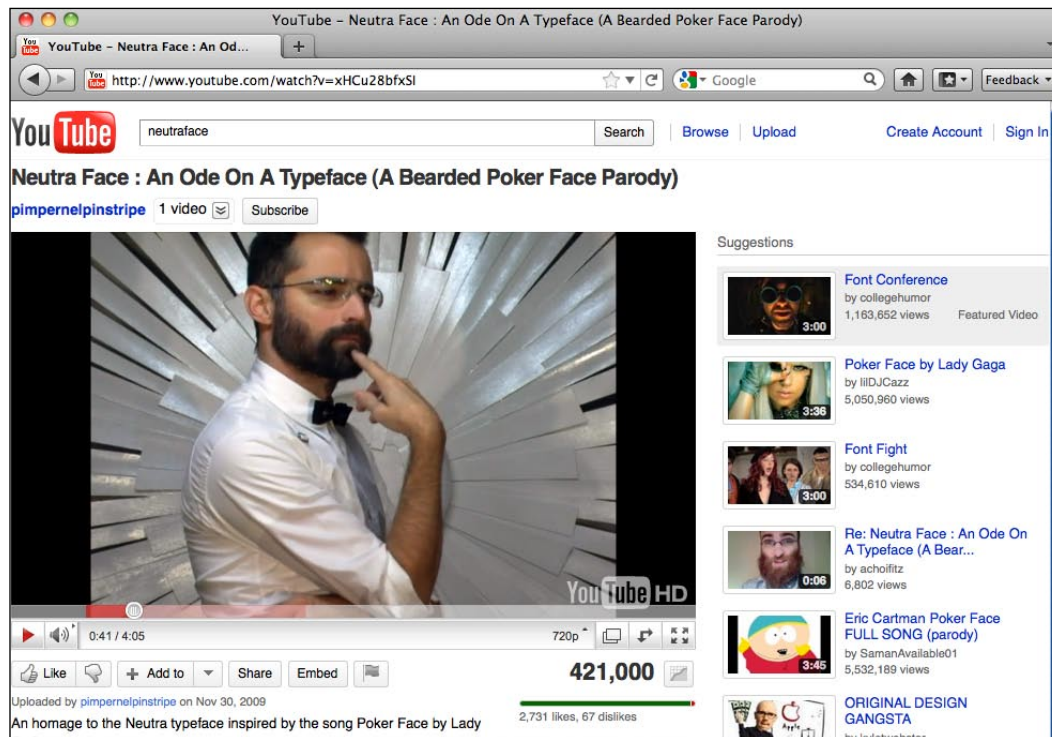 YouTube – Neutra Face : An Ode On A Typeface (A Bearded Poker Face Parody)
YouTube – Neutra Face : An Od... +
http://www.youtube.com/watch?v=xHCu28bfxSI Google Feedback
YouTube neutraface Search Browse Upload Create Account Sign In
Neutra Face : An Ode On A Typeface (A Bearded Poker Face Parody)
pimpernelpinstripe 1 video Subscribe
YouTube HD
0:41 / 4:05 720p
Like Add to Share Embed 421,000
Uploaded by pimpernelpinstripe on Nov 30, 2009
2,731 likes, 67 dislikes
An homage to the Neutra typeface inspired by the song Poker Face by Lady
Suggestions
Font Conference
by collegehumor
1,163,652 views Featured Video
3:00
Poker Face by Lady Gaga
by lilDJCazz
5,050,960 views
3:36
Font Fight
by collegehumor
534,610 views
3:00
Re: Neutra Face : An Ode On
A Typeface (A Bear...
by achoifitz
6,802 views
0:06
Eric Cartman Poker Face
FULL SONG (parody)
by SamanAvailable01
5,532,189 views
3:45
ORIGINAL DESIGN
GANGSTA